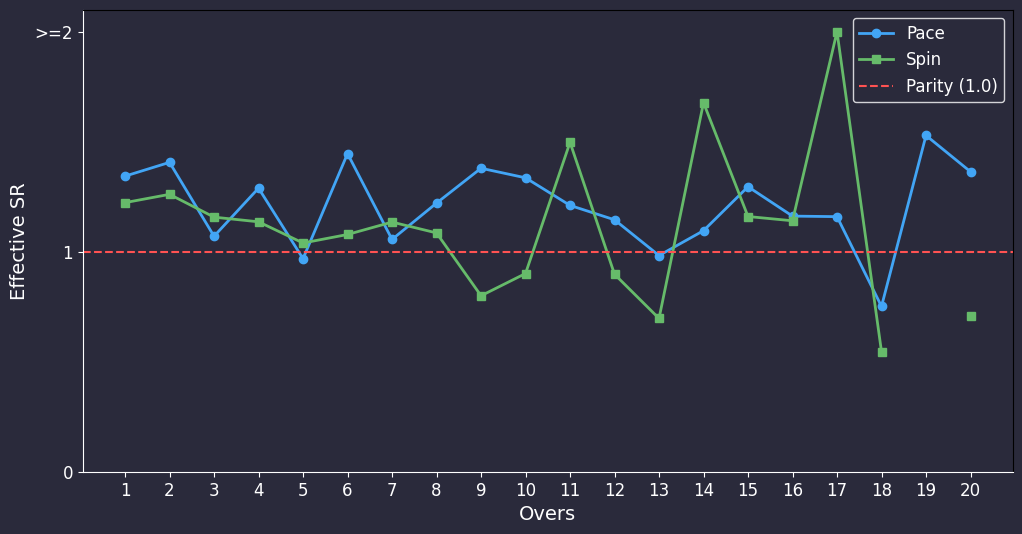 >=2
1
0
Effective SR
Pace
Spin
Parity (1.0)
1 2 3 4 5 6 7 8 9 10 11 12 13 14 15 16 17 18 19 20
Overs